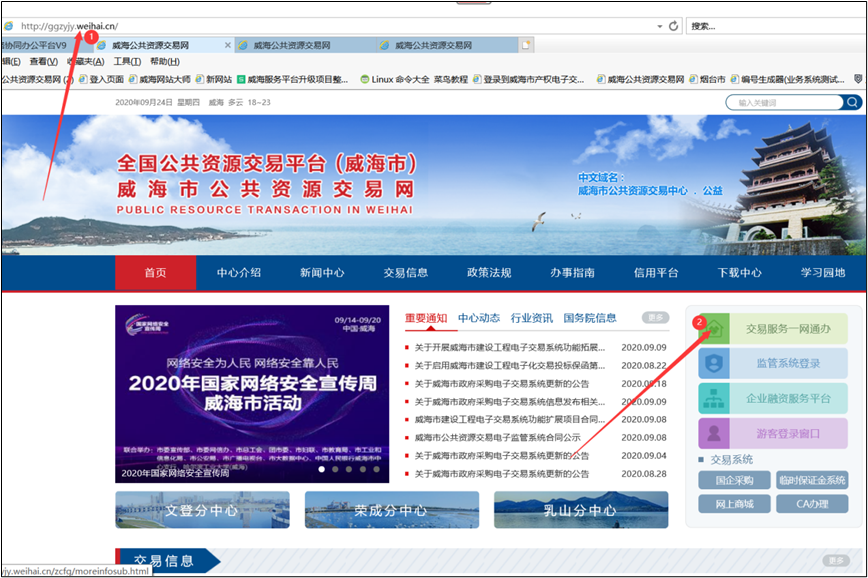 http://ggzyjy.weihai.cn/
搜索...
1
协同办公平台V9
威海公共资源交易网
威海公共资源交易网
威海公共资源交易网
查看(V) 收藏夹(A) 工具(T) 帮助(H)
公共资源交易网 登入页面 威海网站大师 新网站 威海服务平台升级项目整... Linux 命令大全 菜鸟教程 登录到威海市产权电子交... 威海公共资源交易网 烟台市 编号生成器(业务系统测试...
2020年09月24日 星期四 威海 多云 18~23
输入关键词
全国公共资源交易平台（威海市）
威海市公共资源交易网
PUBLIC RESOURCE TRANSACTION IN WEIHAI
中文域名：
威海市公共资源交易中心 . 公益
首页 中心介绍 新闻中心 交易信息 政策法规 办事指南 信用平台 下载中心 学习园地
国家网络安全宣传周
09/14-09/20
中国·威海
网络安全为人民 网络安全靠人民
2020年国家网络安全宣传周
威海市活动
2020年国家网络安全宣传周
重要通知 中心动态 行业资讯 国务院信息 更多
关于开展威海市建设工程电子交易系统功能拓展... 2020.09.09
关于启用威海市建设工程电子化交易投标保函第... 2020.08.22
关于威海市政府采购电子交易系统更新的公告
关于威海市政府采购电子交易系统信息发布相关... 2020.09.09
威海市建设工程电子交易系统功能扩展项目合同... 2020.09.08
威海市公共资源交易电子监管系统合同公示 2020.09.08
关于威海市政府采购电子交易系统更新的公告 2020.09.04
关于威海市政府采购电子交易系统更新的公告 2020.08.28
2
交易服务一网通办
监管系统登录
企业融资服务平台
游客登录窗口
交易系统
国企采购 临时保证金系统
网上商城 CA办理
文登分中心 荣成分中心 乳山分中心
交易信息
更多
yjy.weihai.cn/zcfg/moreinfosub.html